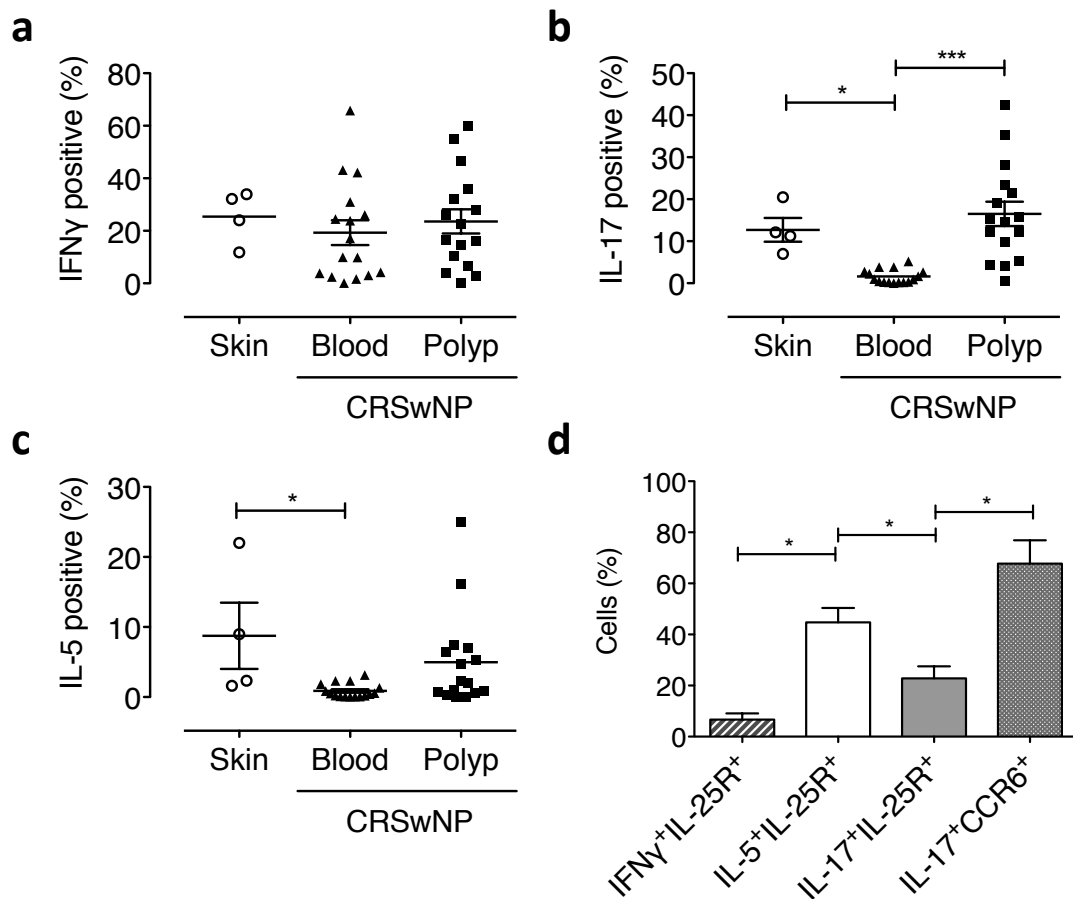 a
IFNγ positive (%)
80
60
40
20
0
Skin Blood Polyp
CRSwNP
b
IL-17 positive (%)
50
40
30
20
10
0
* ***
Skin Blood Polyp
CRSwNP
c
IL-5 positive (%)
30
20
10
0
*
Skin Blood Polyp
CRSwNP
d
Cells (%)
100
80
60
40
20
0
* * *
IFNγ⁺IL-25R⁺
IL-5⁺IL-25R⁺
IL-17⁺IL-25R⁺
IL-17⁺CCR6⁺